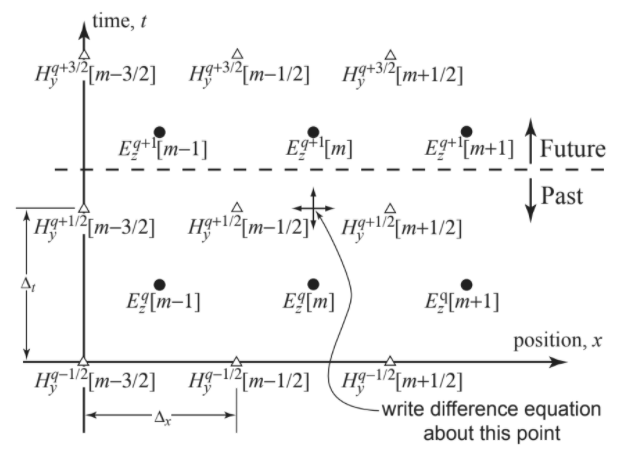 time, t
H_y^{q+3/2}[m−3/2] H_y^{q+3/2}[m−1/2] H_y^{q+3/2}[m+1/2]
E_z^{q+1}[m−1] E_z^{q+1}[m] E_z^{q+1}[m+1] Future
Past
H_y^{q+1/2}[m−3/2] H_y^{q+1/2}[m−1/2] H_y^{q+1/2}[m+1/2]
Δ_t
E_z^q[m−1] E_z^q[m] E_z^q[m+1]
position, x
H_y^{q−1/2}[m−3/2] H_y^{q−1/2}[m−1/2] H_y^{q−1/2}[m+1/2]
Δ_x
write difference equation
about this point